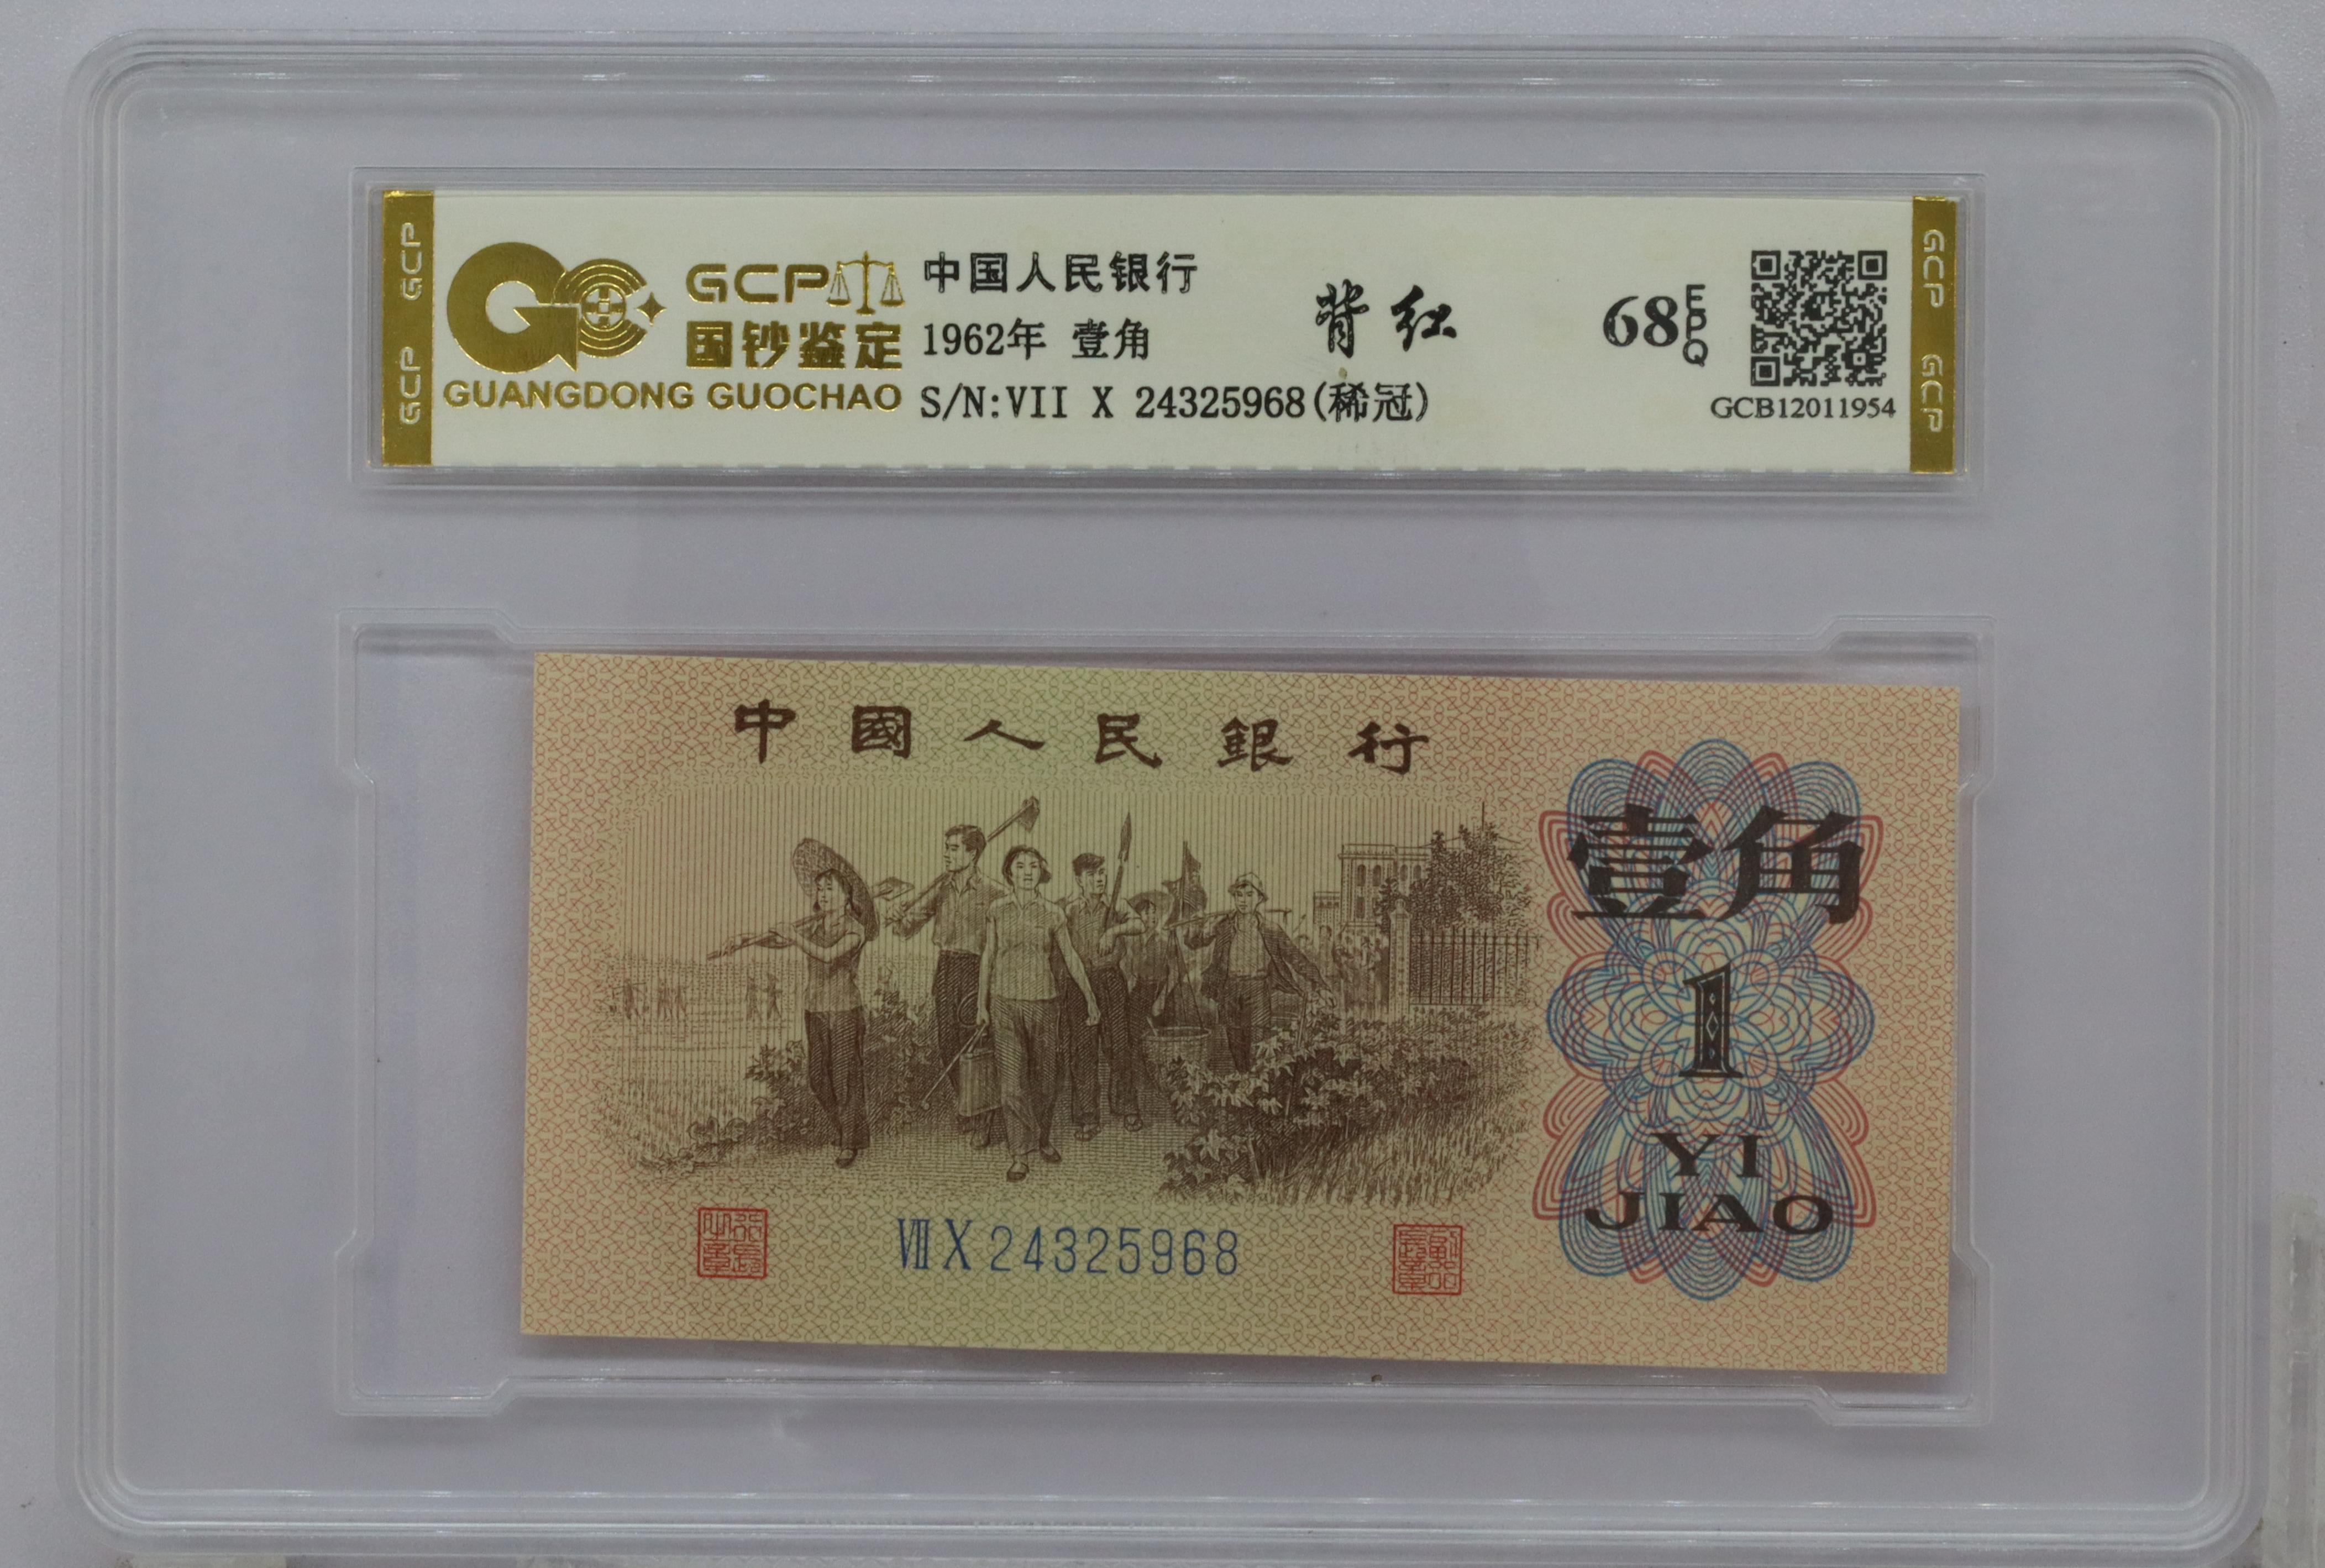 GCP GCP
GCP
国钞鉴定
GUANGDONG GUOCHAO
中国人民银行
1962年 壹角
S/N:VII X 24325968(稀冠)
背红
68 EPQ
GCB12011954
GCP GCP
中國人民銀行
壹角
1
YI
JIAO
Ⅶ X 24325968